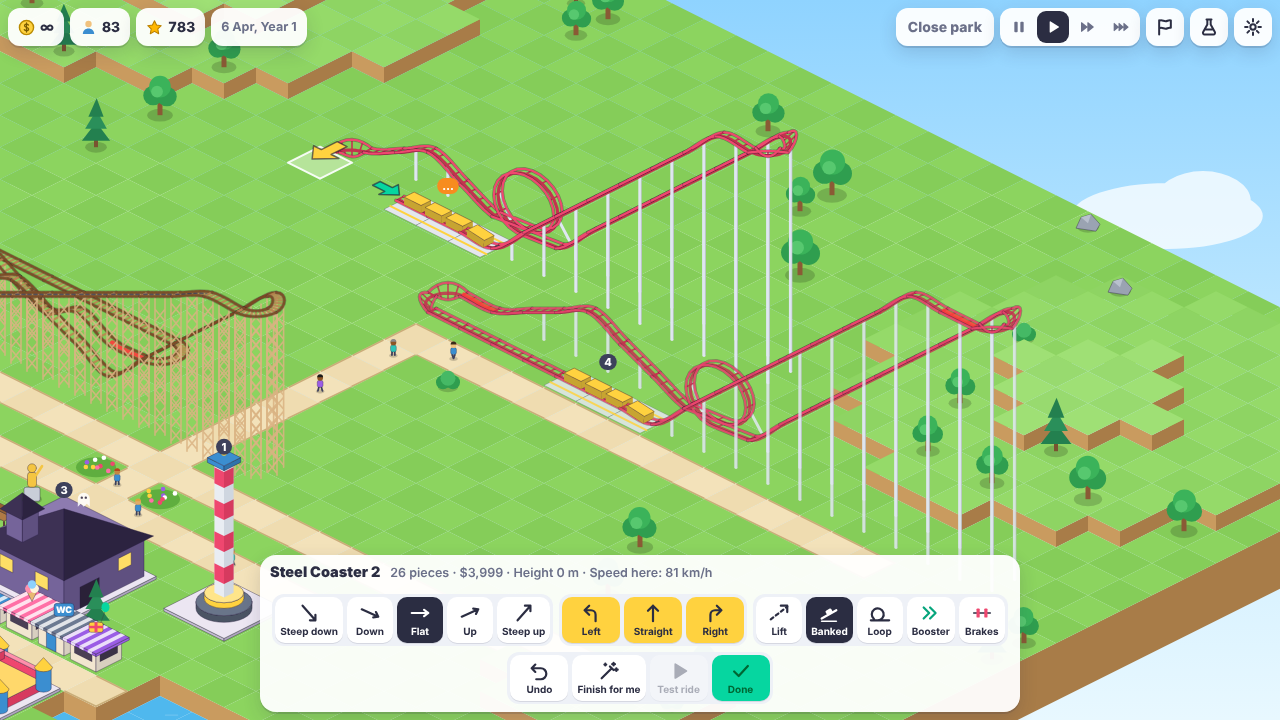 ∞
83
783
6 Apr, Year 1
Close park
...
4
1
3
WC
Steel Coaster 2 26 pieces · $3,999 · Height 0 m · Speed here: 81 km/h
Steep down Down Flat Up Steep up Left Straight Right Lift Banked Loop Booster Brakes
Undo Finish for me Test ride Done